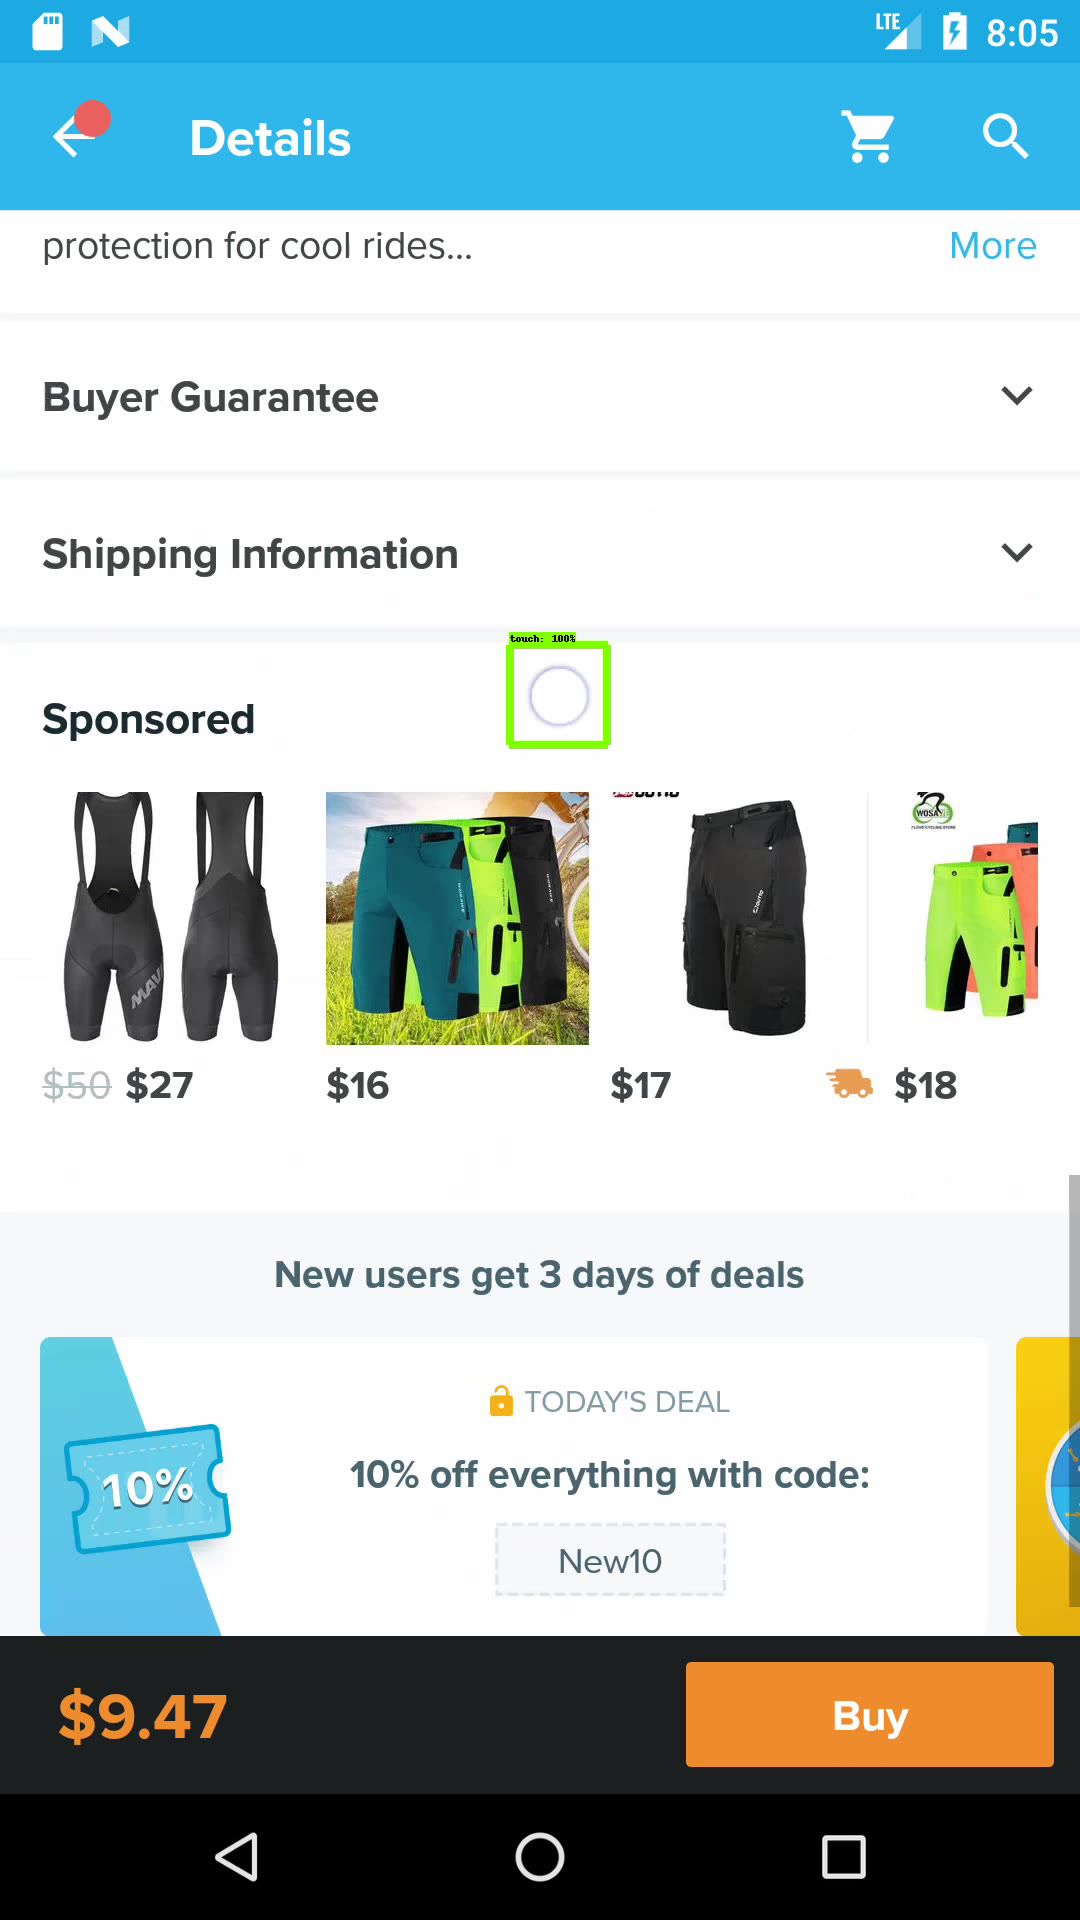 LTE 8:05
Details
protection for cool rides... More
Buyer Guarantee
Shipping Information
touch: 100%
Sponsored
MAV
WOSAWE
$50 $27 $16 $17 $18
New users get 3 days of deals
TODAY'S DEAL
10%
10% off everything with code:
New10
$9.47 Buy